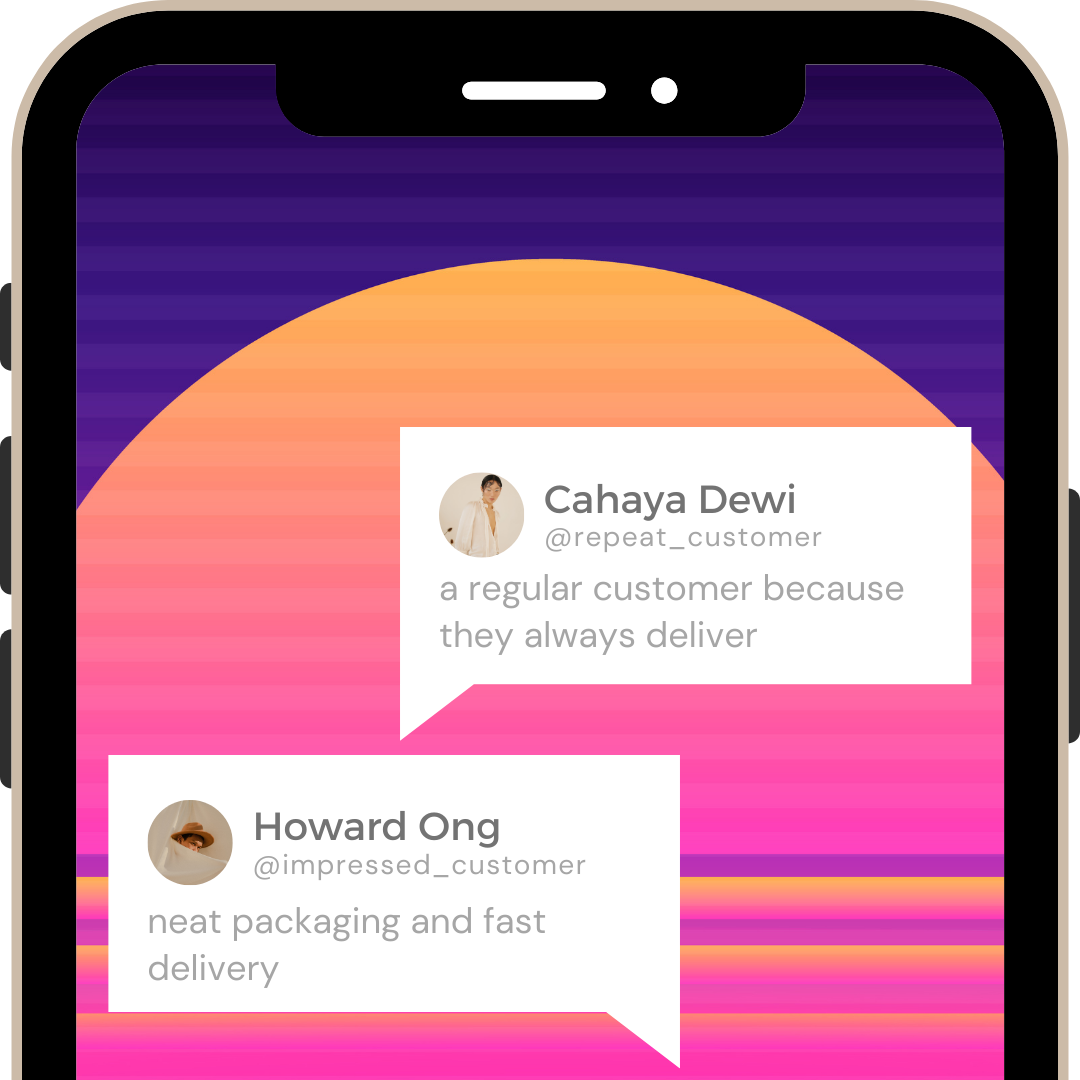 Cahaya Dewi
@repeat_customer
a regular customer because
they always deliver
Howard Ong
@impressed_customer
neat packaging and fast
delivery